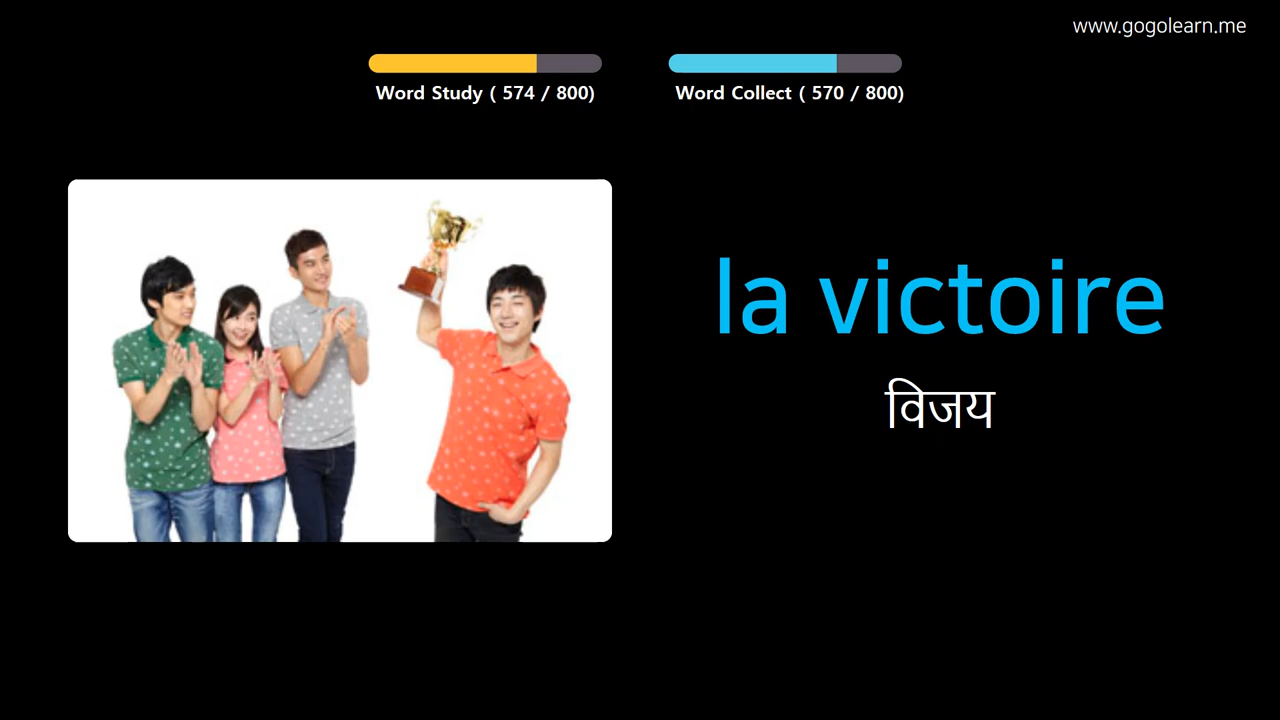 www.gogolearn.me
Word Study ( 574 / 800)
Word Collect ( 570 / 800)
la victoire
विजय